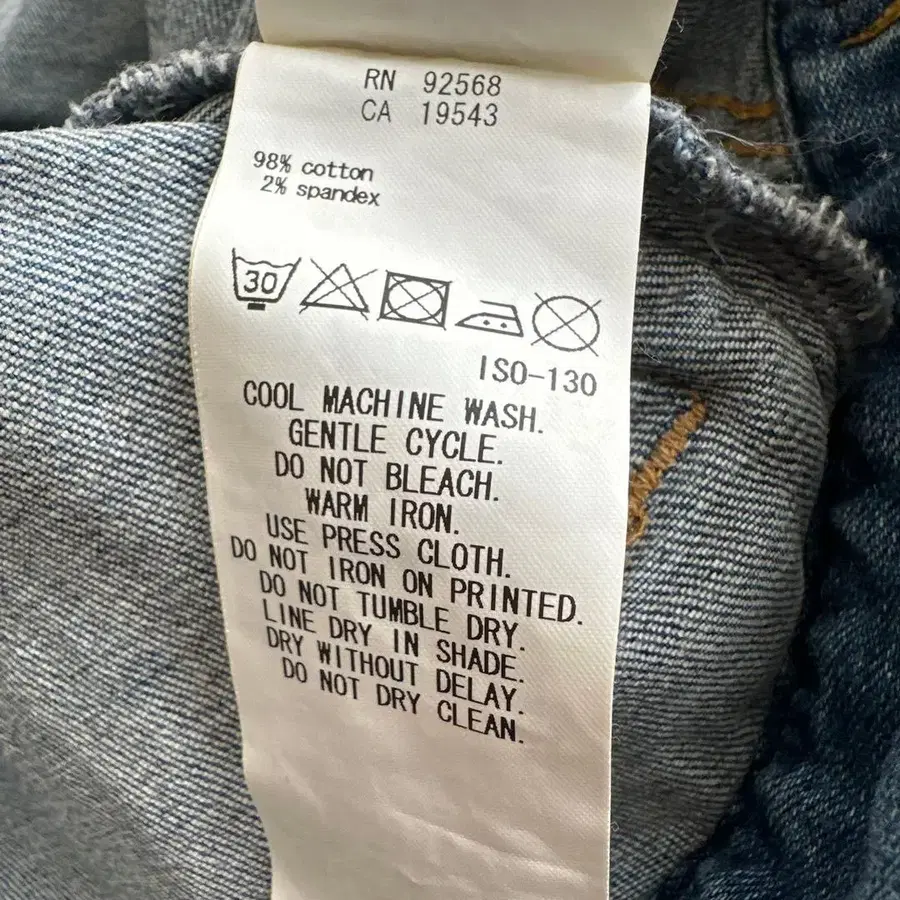 RN 92568
CA 19543
98% cotton
2% spandex
30
ISO-130
COOL MACHINE WASH.
GENTLE CYCLE.
DO NOT BLEACH.
WARM IRON.
USE PRESS CLOTH.
DO NOT IRON ON PRINTED.
DO NOT TUMBLE DRY.
LINE DRY IN SHADE.
DRY WITHOUT DELAY.
DO NOT DRY CLEAN.